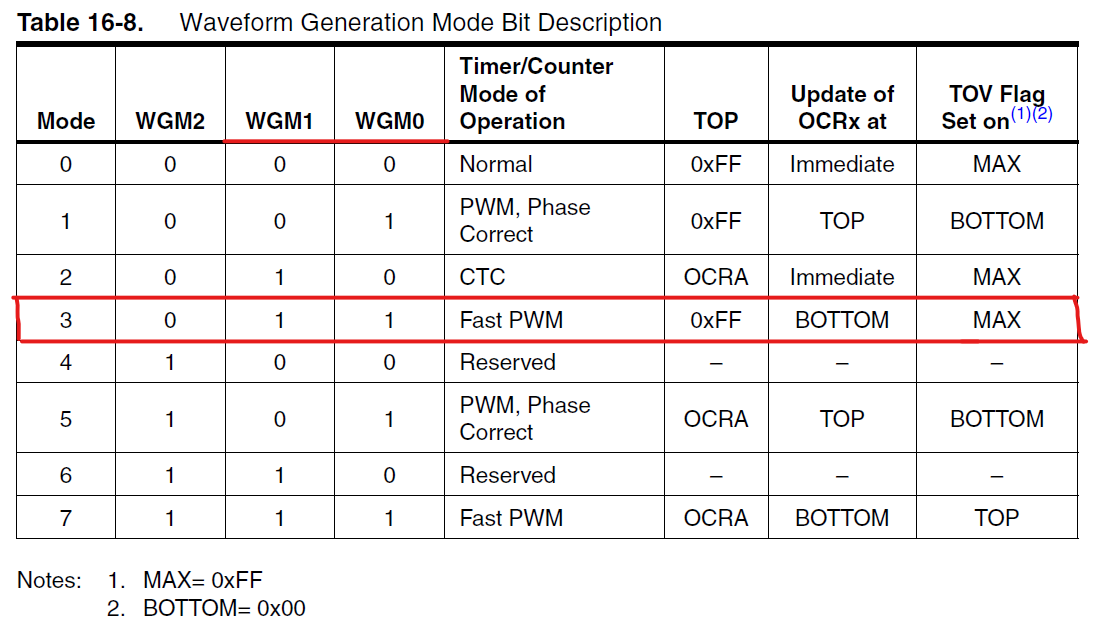 Table 16-8. Waveform Generation Mode Bit Description
Mode WGM2 WGM1 WGM0 Timer/Counter Mode of Operation TOP Update of OCRx at TOV Flag Set on(1)(2)
0 0 0 0 Normal 0xFF Immediate MAX
1 0 0 1 PWM, Phase Correct 0xFF TOP BOTTOM
2 0 1 0 CTC OCRA Immediate MAX
3 0 1 1 Fast PWM 0xFF BOTTOM MAX
4 1 0 0 Reserved – – –
5 1 0 1 PWM, Phase Correct OCRA TOP BOTTOM
6 1 1 0 Reserved – – –
7 1 1 1 Fast PWM OCRA BOTTOM TOP
Notes: 1. MAX= 0xFF
2. BOTTOM= 0x00